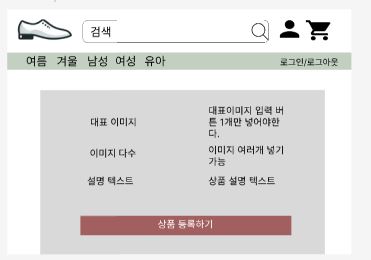 검색
여름 겨울 남성 여성 유아
로그인/로그아웃
대표 이미지
대표이미지 입력 버
튼 1개만 넣어야한
다.
이미지 다수
이미지 여러개 넣기
가능
설명 텍스트
상품 설명 텍스트
상품 등록하기